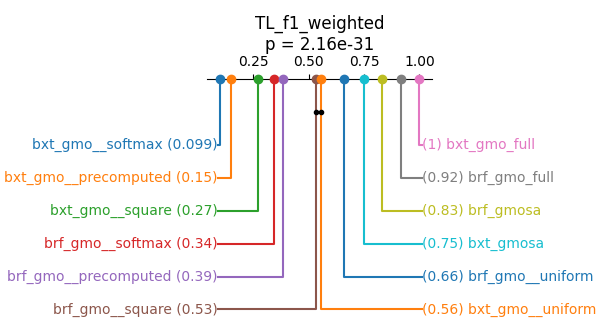 TL_f1_weighted
p = 2.16e-31
0.25 0.50 0.75 1.00
bxt_gmo__softmax (0.099)
(1) bxt_gmo_full
bxt_gmo__precomputed (0.15)
(0.92) brf_gmo_full
bxt_gmo__square (0.27)
(0.83) brf_gmosa
brf_gmo__softmax (0.34)
(0.75) bxt_gmosa
brf_gmo__precomputed (0.39)
(0.66) brf_gmo__uniform
brf_gmo__square (0.53)
(0.56) bxt_gmo__uniform